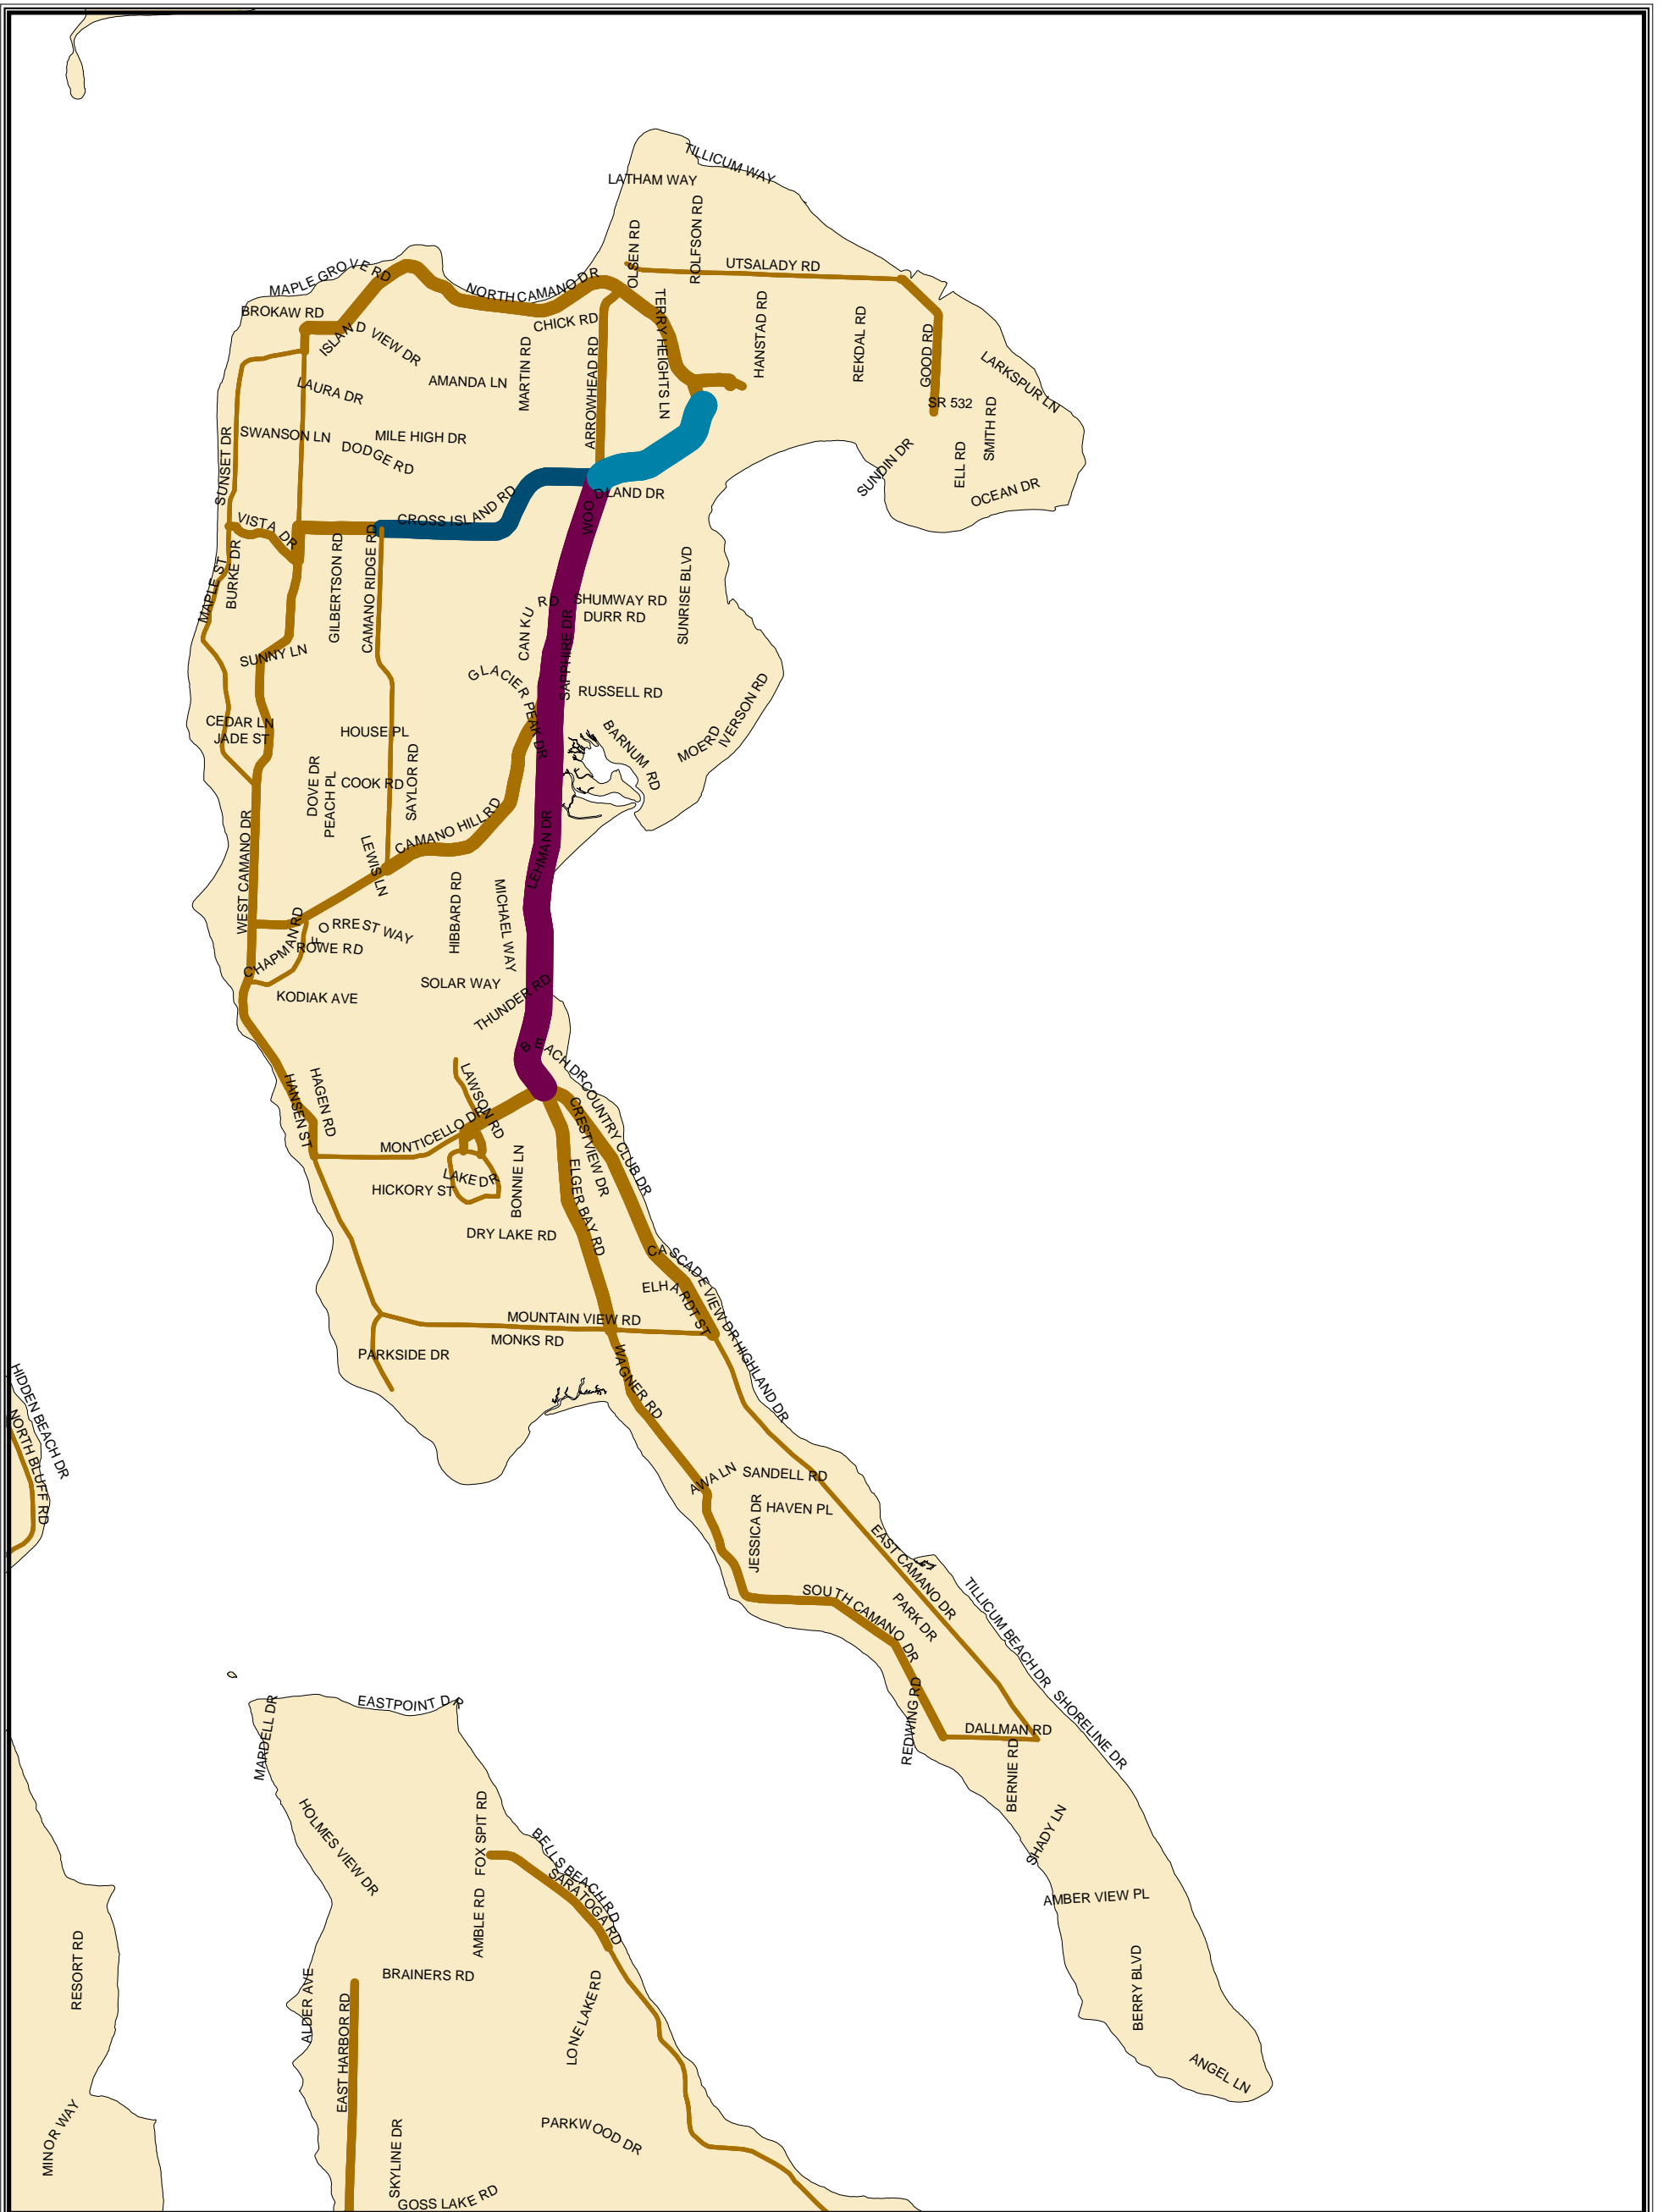 TILLICUM WAY
LATHAM WAY
ROLFSON RD
OLSEN RD
UTSALADY RD
MAPLE GROVE RD
NORTH CAMANO DR
BROKAW RD
ISLAND VIEW DR
CHICK RD
TERRY HEIGHTS LN
HANSTAD RD
REKDAL RD
GOOD RD
LARKSPUR LN
MARTIN RD
ARROWHEAD RD
AMANDA LN
LAURA DR
SR 532
SMITH RD
SWANSON LN
MILE HIGH DR
DODGE RD
SUNSET DR
ELL RD
SUNDIN DR
OCEAN DR
WOODLAND DR
CROSS ISLAND RD
VISTA DR
BURKE DR
MAPLE ST
GILBERTSON RD
CAMANO RIDGE RD
CAN KU RD
SHUMWAY RD
DURR RD
SUNRISE BLVD
SAPPHIRE DR
SUNNY LN
GLACIER PEAK DR
RUSSELL RD
IVERSON RD
CEDAR LN
JADE ST
HOUSE PL
BARNUM RD
MOE RD
DOVE DR
PEACH PL
COOK RD
SAYLOR RD
CAMANO HILL RD
LEHMAN DR
WEST CAMANO DR
LEWIS LN
HIBBARD RD
MICHAEL WAY
CHAPMAN RD
FORREST WAY
ROWE RD
SOLAR WAY
KODIAK AVE
THUNDER RD
BEACH DR
LAWSON RD
HAGEN RD
HANSEN ST
COUNTRY CLUB DR
CRESTVIEW DR
MONTICELLO DR
LAKE DR
HICKORY ST
BONNIE LN
ELGER BAY RD
DRY LAKE RD
CASCADE VIEW DR
ELHARDT ST
MOUNTAIN VIEW RD
MONKS RD
PARKSIDE DR
HIGHLAND DR
WAGNER RD
HIDDEN BEACH DR
NORTH BLUFF RD
AWA LN
SANDELL RD
HAVEN PL
JESSICA DR
EAST CAMANO DR
TILLICUM BEACH DR
SOUTH CAMANO DR
PARK DR
SHORELINE DR
REDWING RD
DALLMAN RD
BERNIE RD
EASTPOINT DR
MARDELL DR
HOLMES VIEW DR
FOX SPIT RD
BELLS BEACH RD
SARATOGA RD
SHADY LN
AMBLE RD
AMBER VIEW PL
BRAINERS RD
RESORT RD
ALDER AVE
EAST HARBOR RD
LONE LAKE RD
BERRY BLVD
ANGEL LN
MINOR WAY
SKYLINE DR
PARKWOOD DR
GOSS LAKE RD